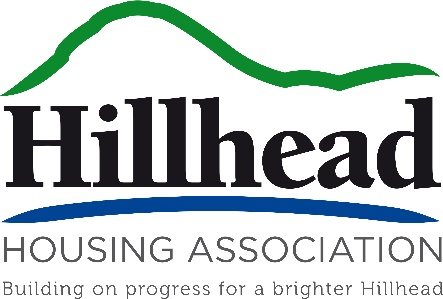 Hillhead
HOUSING ASSOCIATION
Building on progress for a brighter Hillhead